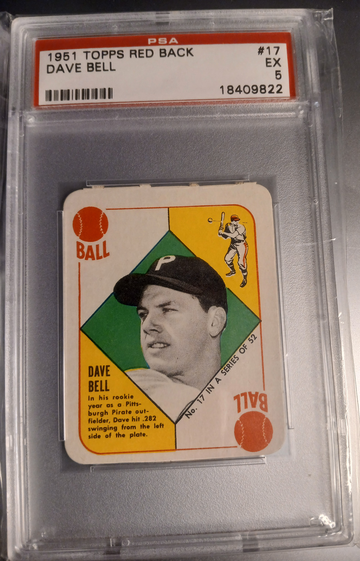 PSA
1951 TOPPS RED BACK #17
DAVE BELL EX
5
18409822
BALL
P
DAVE
BELL
In his rookie
year as a Pitts-
burgh Pirate out-
fielder, Dave hit .282
swinging from the left
side of the plate.
No. 17 IN A SERIES OF 52
BALL